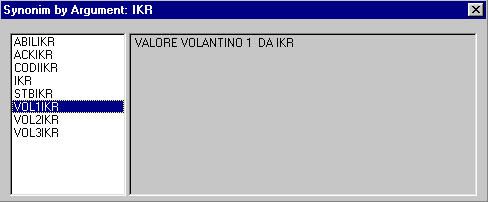 Synonim by Argument: IKR
ABILIKR
ACKIKR
CODIIKR
IKR
STBIKR
VOL1IKR
VOL2IKR
VOL3IKR
VALORE VOLANTINO 1  DA IKR